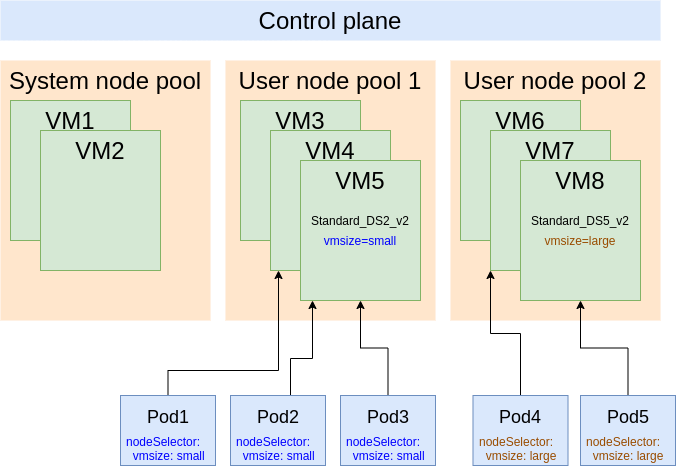 Control plane
System node pool
VM1
VM2
User node pool 1
VM3
VM4
VM5
Standard_DS2_v2
vmsize=small
User node pool 2
VM6
VM7
VM8
Standard_DS5_v2
vmsize=large
Pod1
nodeSelector:
vmsize: small
Pod2
nodeSelector:
vmsize: small
Pod3
nodeSelector:
vmsize: small
Pod4
nodeSelector:
vmsize: large
Pod5
nodeSelector:
vmsize: large